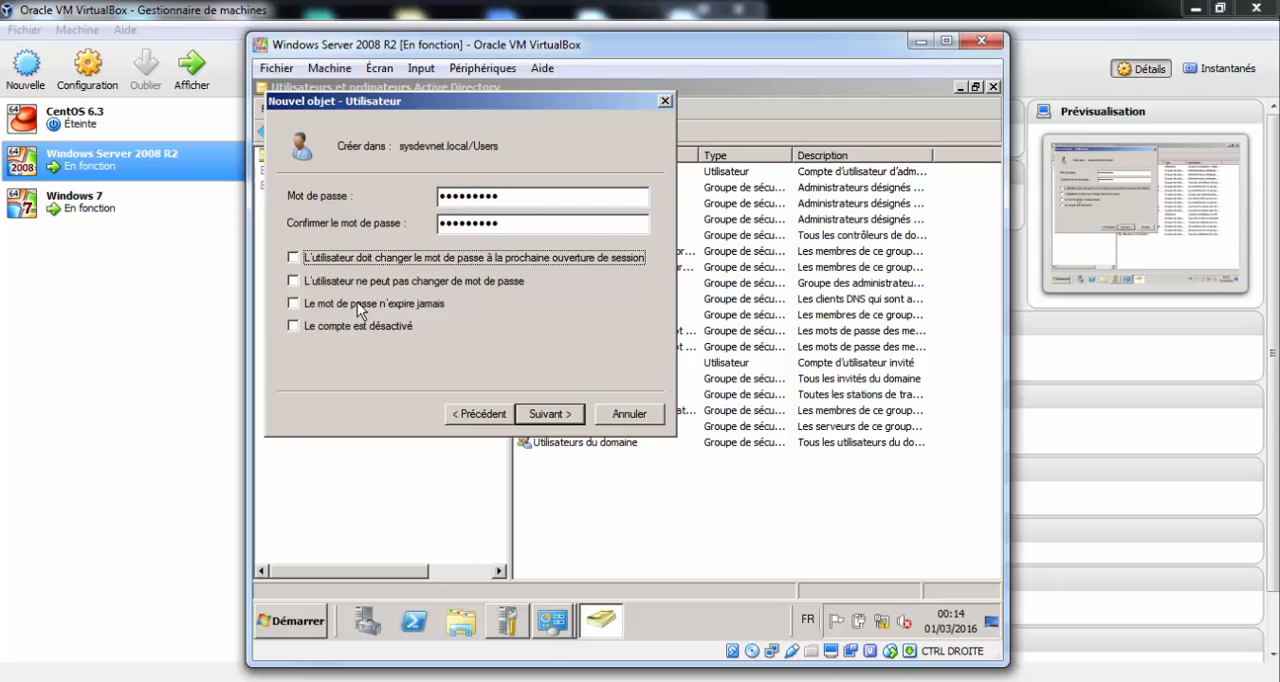 Oracle VM VirtualBox - Gestionnaire de machines
Fichier Machine Aide
Nouvelle Configuration Oublier Afficher
Détails Instantanés
CentOS 6.3
Éteinte
Windows Server 2008 R2
En fonction
Windows 7
En fonction
Prévisualisation
Windows Server 2008 R2 [En fonction] - Oracle VM VirtualBox
Fichier Machine Écran Input Périphériques Aide
Utilisateurs et ordinateurs Active Directory
Nouvel objet - Utilisateur
Créer dans : sysdevnet.local/Users
Mot de passe :
Confirmer le mot de passe :
L'utilisateur doit changer le mot de passe à la prochaine ouverture de session
L'utilisateur ne peut pas changer de mot de passe
Le mot de passe n'expire jamais
Le compte est désactivé
< Précédent Suivant > Annuler
Type Description
Utilisateur Compte d'utilisateur d'adm...
Groupe de sécu... Administrateurs désignés ...
Groupe de sécu... Administrateurs désignés ...
Groupe de sécu... Administrateurs désignés ...
Groupe de sécu... Tous les contrôleurs de do...
Groupe de sécu... Les membres de ce group...
Groupe de sécu... Les membres de ce group...
Groupe de sécu... Groupe des administrateu...
Groupe de sécu... Les clients DNS qui sont a...
Groupe de sécu... Les membres de ce group...
Groupe de sécu... Les mots de passe des me...
Groupe de sécu... Les mots de passe des me...
Utilisateur Compte d'utilisateur invité
Groupe de sécu... Tous les invités du domaine
Groupe de sécu... Toutes les stations de tra...
Groupe de sécu... Les membres de ce group...
Groupe de sécu... Les serveurs de ce group...
Utilisateurs du domaine Groupe de sécu... Tous les utilisateurs du do...
Démarrer
FR
00:14
01/03/2016
CTRL DROITE